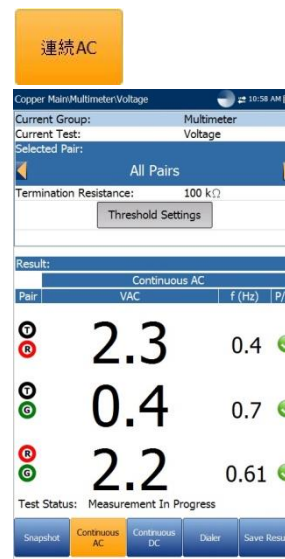 連続AC
Copper Main\Multimeter\Voltage 10:58 AM
Current Group: Multimeter
Current Test: Voltage
Selected Pair:
All Pairs
Termination Resistance: 100 kΩ
Threshold Settings
Result:
Continuous AC
Pair VAC f (Hz) P/
T
R
2.3 0.4
T
G
0.4 0.7
R
G
2.2 0.61
Test Status: Measurement In Progress
Snapshot Continuous AC Continuous DC Dialer Save Resu